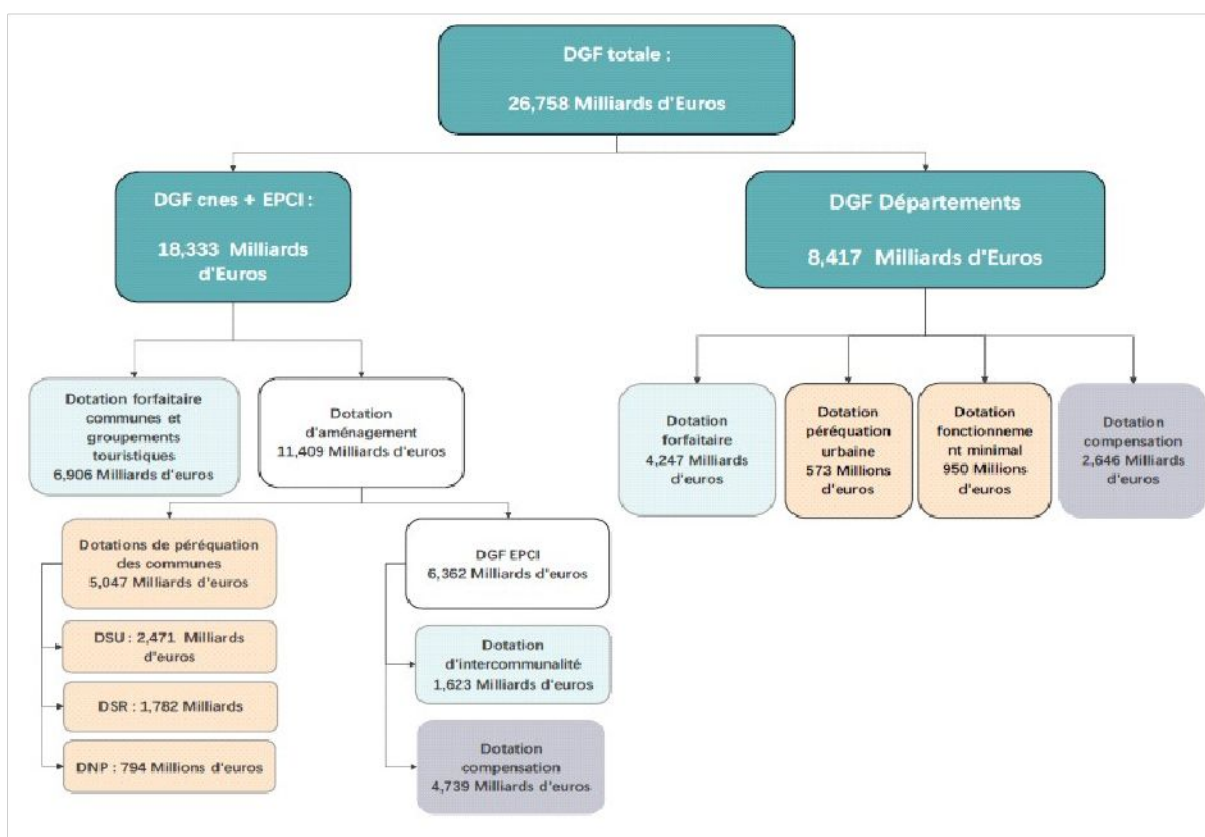 DGF totale :
26,758 Milliards d'Euros
DGF cnes + EPCI :
18,333 Milliards
d'Euros
DGF Départements
8,417 Milliards d'Euros
Dotation forfaitaire
communes et
groupements
touristiques
6,906 Milliards d'euros
Dotation
d'aménagement
11,409 Milliards d'euros
Dotation
forfaitaire
4,247 Milliards
d'euros
Dotation
péréquation
urbaine
573 Millions
d'euros
Dotation
fonctionneme
nt minimal
950 Millions
d'euros
Dotation
compensation
2,646 Milliards
d'euros
Dotations de péréquation
des communes
5,047 Milliards d'euros
DSU : 2,471 Milliards
d'euros
DSR : 1,782 Milliards
DNP : 794 Millions d'euros
DGF EPCI
6,362 Milliards d'euros
Dotation
d'intercommunalité
1,623 Milliards d'euros
Dotation
compensation
4,739 Milliards d'euros